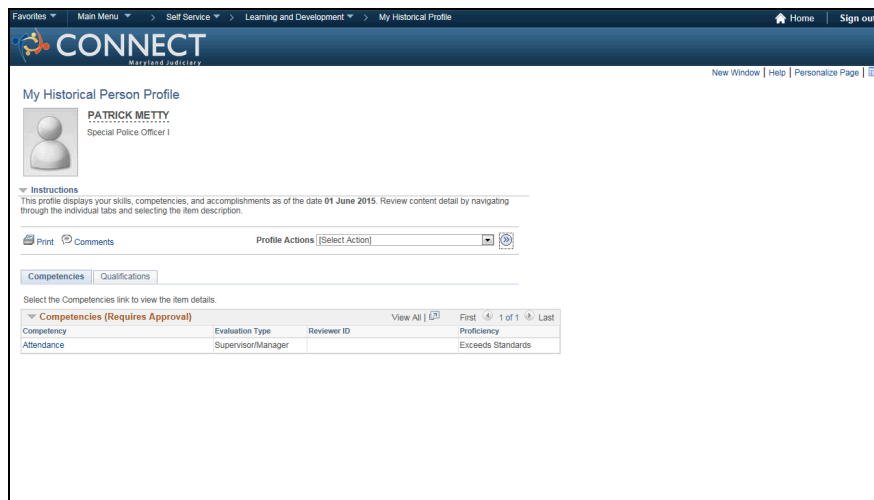 Favorites Main Menu > Self Service > Learning and Development > My Historical Profile Home Sign out
CONNECT
Maryland Judiciary
New Window | Help | Personalize Page |
My Historical Person Profile
PATRICK METTY
Special Police Officer I
Instructions
This profile displays your skills, competencies, and accomplishments as of the date 01 June 2015. Review content detail by navigating
through the individual tabs and selecting the item description.
Print Comments Profile Actions [Select Action]
Competencies Qualifications
Select the Competencies link to view the item details.
Competencies (Requires Approval) View All | First 1 of 1 Last
Competency Evaluation Type Reviewer ID Proficiency
Attendance Supervisor/Manager Exceeds Standards